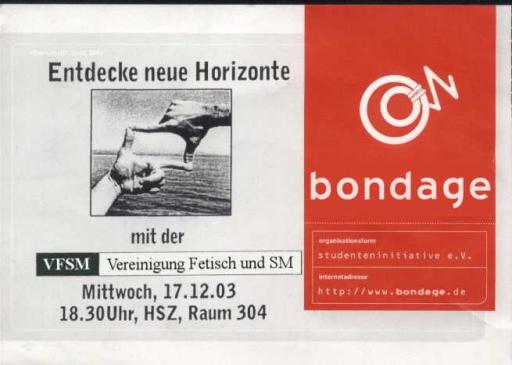 Entdecke neue Horizonte
mit der
VFSM Vereinigung Fetisch und SM
Mittwoch, 17.12.03
18.30Uhr, HSZ, Raum 304
bondage
organisationsform
studenteninitiative e.V.
internetadresse
http://www.bondage.de